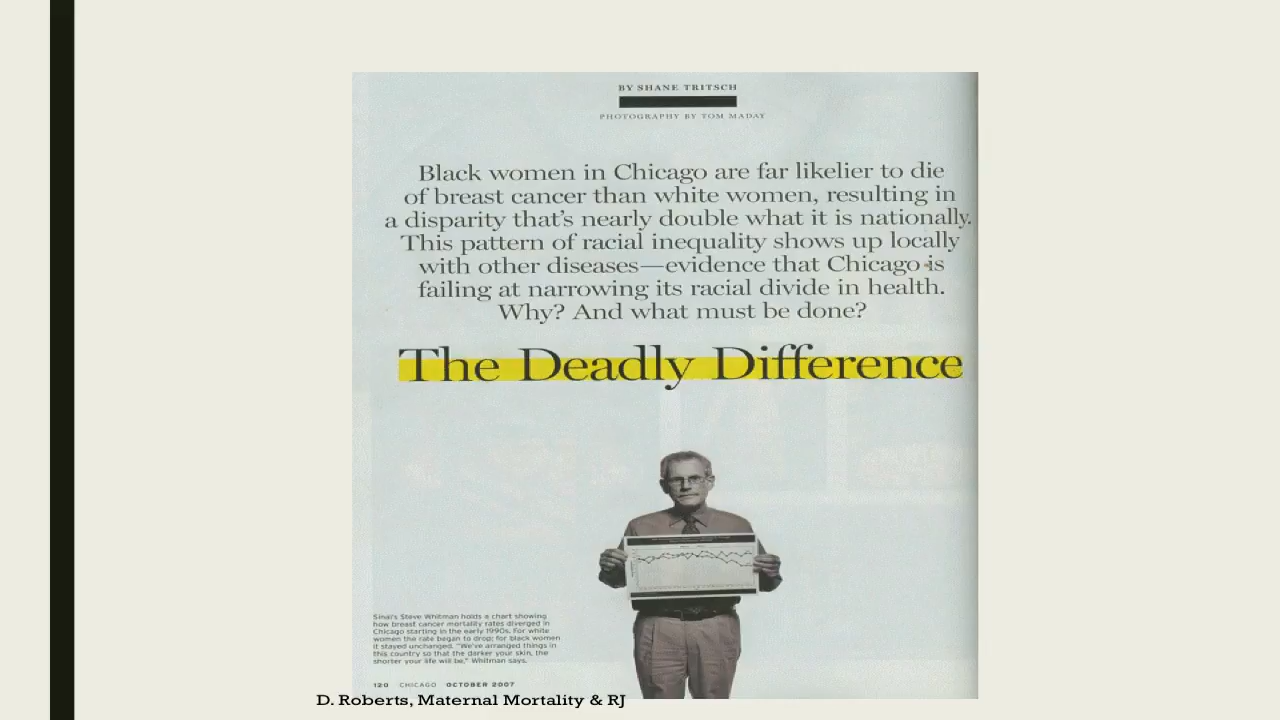 BY SHANE TRITSCH
PHOTOGRAPHY BY TOM MADAY
Black women in Chicago are far likelier to die
of breast cancer than white women, resulting in
a disparity that's nearly double what it is nationally.
This pattern of racial inequality shows up locally
with other diseases—evidence that Chicago is
failing at narrowing its racial divide in health.
Why? And what must be done?
The Deadly Difference
Sinai's Steve Whitman holds a chart showing
how breast cancer mortality rates diverged in
Chicago starting in the early 1990s. For white
women the rate began to drop; for black women
it stayed unchanged. "We've arranged things in
this country so that the darker your skin, the
shorter your life will be," Whitman says.
120 CHICAGO OCTOBER 2007
D. Roberts, Maternal Mortality & RJ